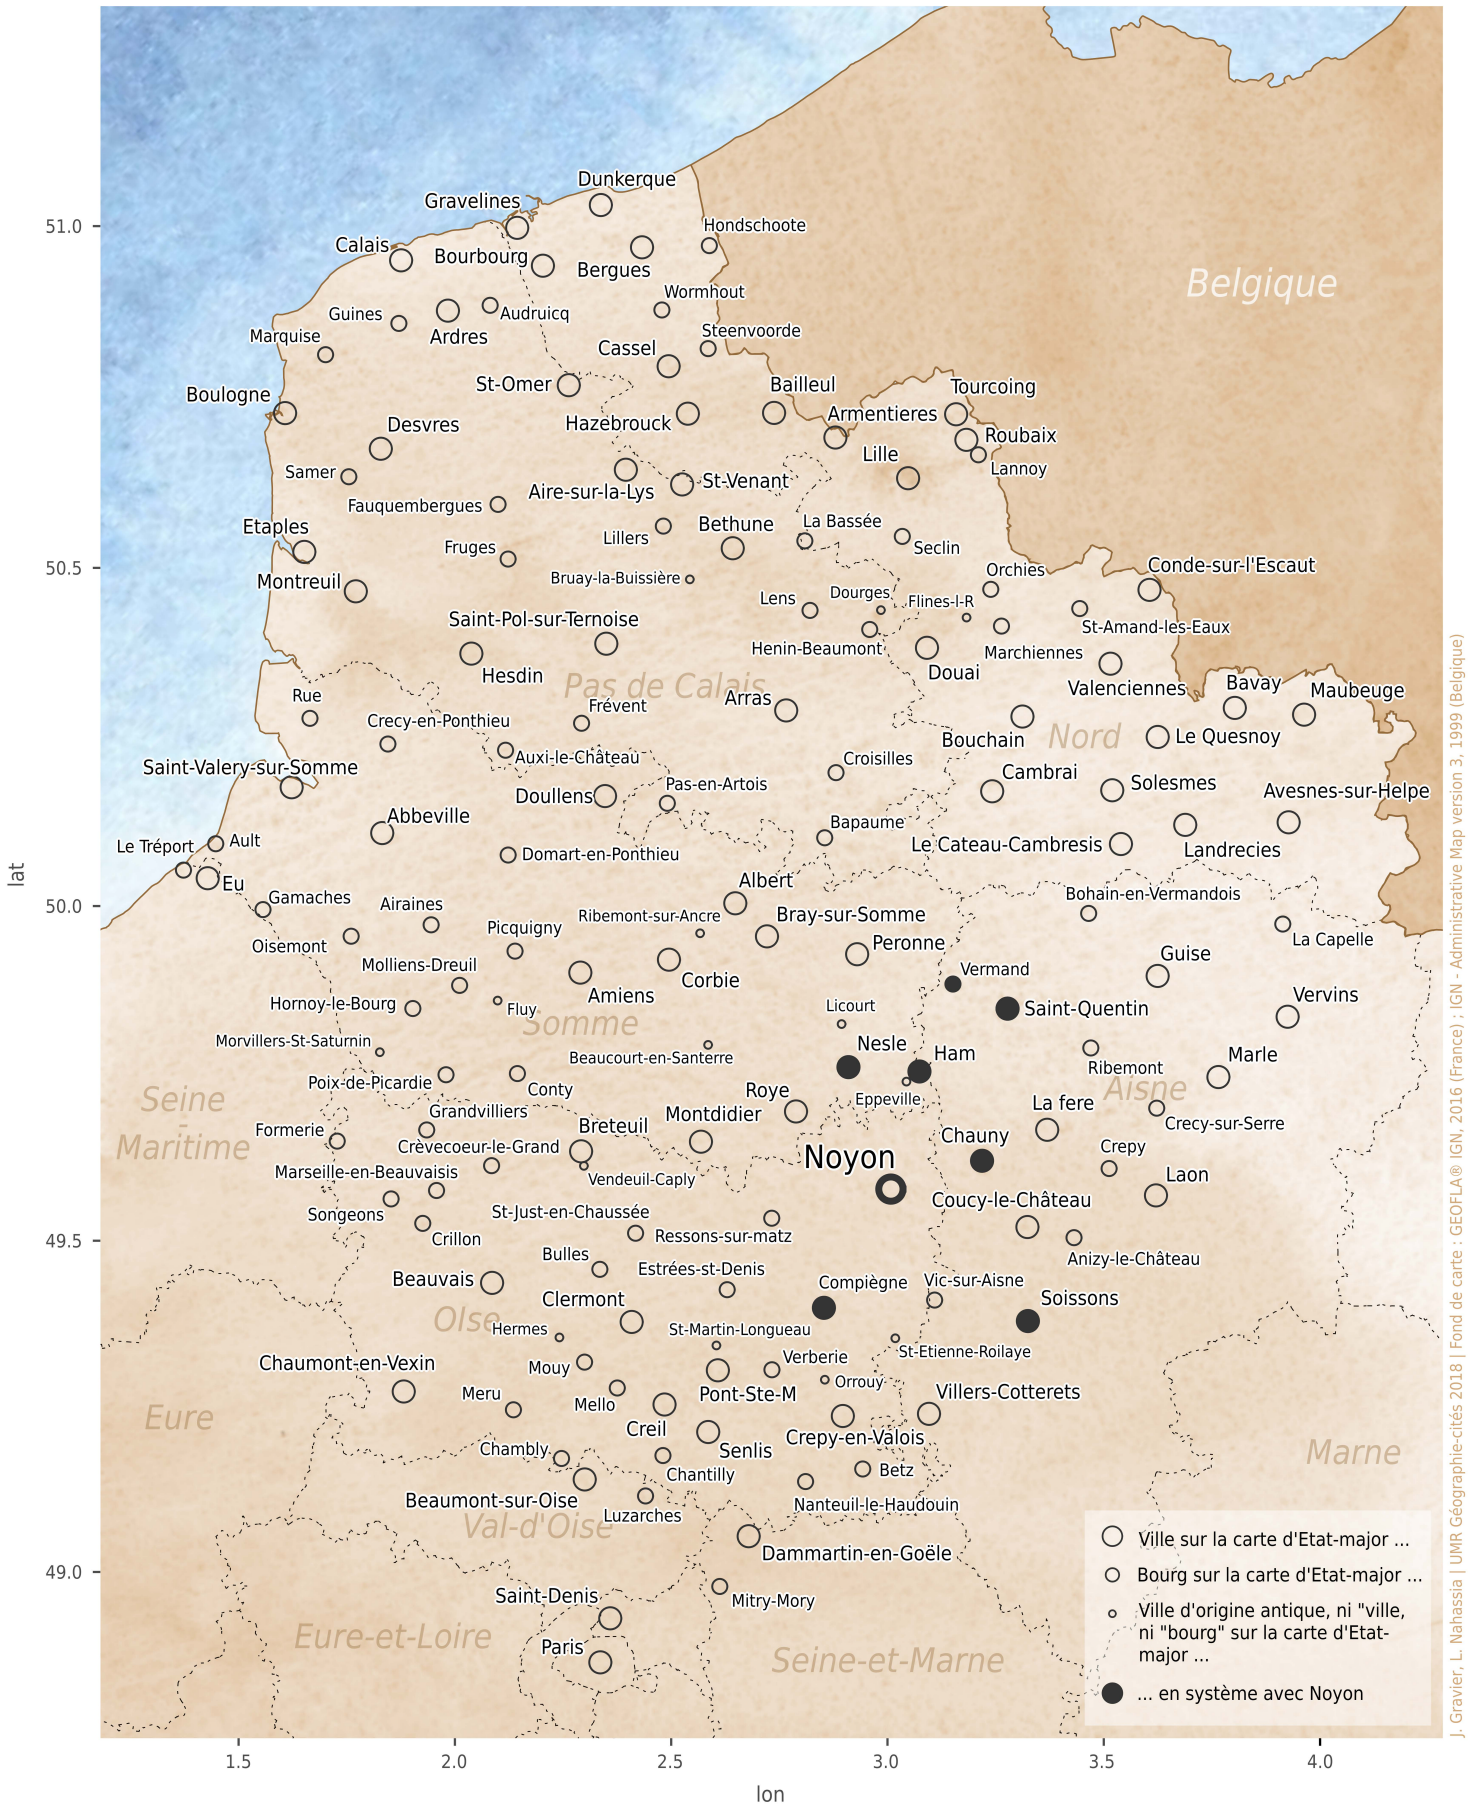 Dunkerque
Gravelines
51.0
Hondschoote
Calais
Bourbourg
Bergues
Belgique
Wormhout
Guines
Audruicq
Marquise
Ardres
Steenvoorde
Cassel
St-Omer
Bailleul
Tourcoing
Boulogne
Armentieres
Desvres
Hazebrouck
Roubaix
Lille
Lannoy
Samer
St-Venant
Aire-sur-la-Lys
Fauquembergues
Etaples
Bethune
La Bassée
Lillers
Seclin
Fruges
50.5
Conde-sur-l'Escaut
Orchies
Montreuil
Bruay-la-Buissière
Lens
Dourges
Flines-l-R
Saint-Pol-sur-Ternoise
St-Amand-les-Eaux
Henin-Beaumont
Marchiennes
Hesdin
Douai
Pas de Calais
Valenciennes
Bavay
Maubeuge
Rue
Arras
Frévent
Crecy-en-Ponthieu
Bouchain
Nord
Le Quesnoy
Auxi-le-Château
Croisilles
Saint-Valery-sur-Somme
Cambrai
Solesmes
Pas-en-Artois
Doullens
Avesnes-sur-Helpe
Abbeville
Bapaume
Le Tréport
Ault
Le Cateau-Cambresis
Landrecies
Domart-en-Ponthieu
lat
Eu
Albert
Gamaches
Bohain-en-Vermandois
50.0
Airaines
Ribemont-sur-Ancre
Bray-sur-Somme
Picquigny
Oisemont
Peronne
La Capelle
Molliens-Dreuil
Guise
Vermand
Corbie
Amiens
Vervins
Hornoy-le-Bourg
Fluy
Licourt
Saint-Quentin
Somme
Morvillers-St-Saturnin
Nesle
Ham
Beaucourt-en-Santerre
Marle
Ribemont
Poix-de-Picardie
Conty
Roye
Aisne
Seine
-
Maritime
Eppeville
Grandvilliers
Montdidier
La fere
Formerie
Breteuil
Crecy-sur-Serre
Crèvecoeur-le-Grand
Chauny
Crepy
Noyon
Marseille-en-Beauvaisis
Vendeuil-Caply
Laon
Coucy-le-Château
Songeons
St-Just-en-Chaussée
Crillon
Ressons-sur-matz
49.5
Bulles
Anizy-le-Château
Estrées-st-Denis
Beauvais
Compiègne
Vic-sur-Aisne
Clermont
Soissons
Oise
Hermes
St-Martin-Longueau
St-Etienne-Roilaye
Chaumont-en-Vexin
Mouy
Verberie
Orrouy
Meru
Pont-Ste-M
Villers-Cotterets
Mello
Eure
Creil
Crepy-en-Valois
Chambly
Senlis
Marne
Chantilly
Betz
Beaumont-sur-Oise
Nanteuil-le-Haudouin
Luzarches
Val-d'Oise
Dammartin-en-Goële
49.0
Saint-Denis
Mitry-Mory
Eure-et-Loire
Paris
Seine-et-Marne
Ville sur la carte d'Etat-major ...
Bourg sur la carte d'Etat-major ...
Ville d'origine antique, ni "ville,
ni "bourg" sur la carte d'Etat-
major ...
... en système avec Noyon
1.5 2.0 2.5 3.0 3.5 4.0
lon
J. Gravier, L. Nahassia | UMR Géographie-cités 2018 | Fond de carte : GEOFLA® IGN, 2016 (France) ; IGN - Administrative Map version 3, 1999 (Belgique)